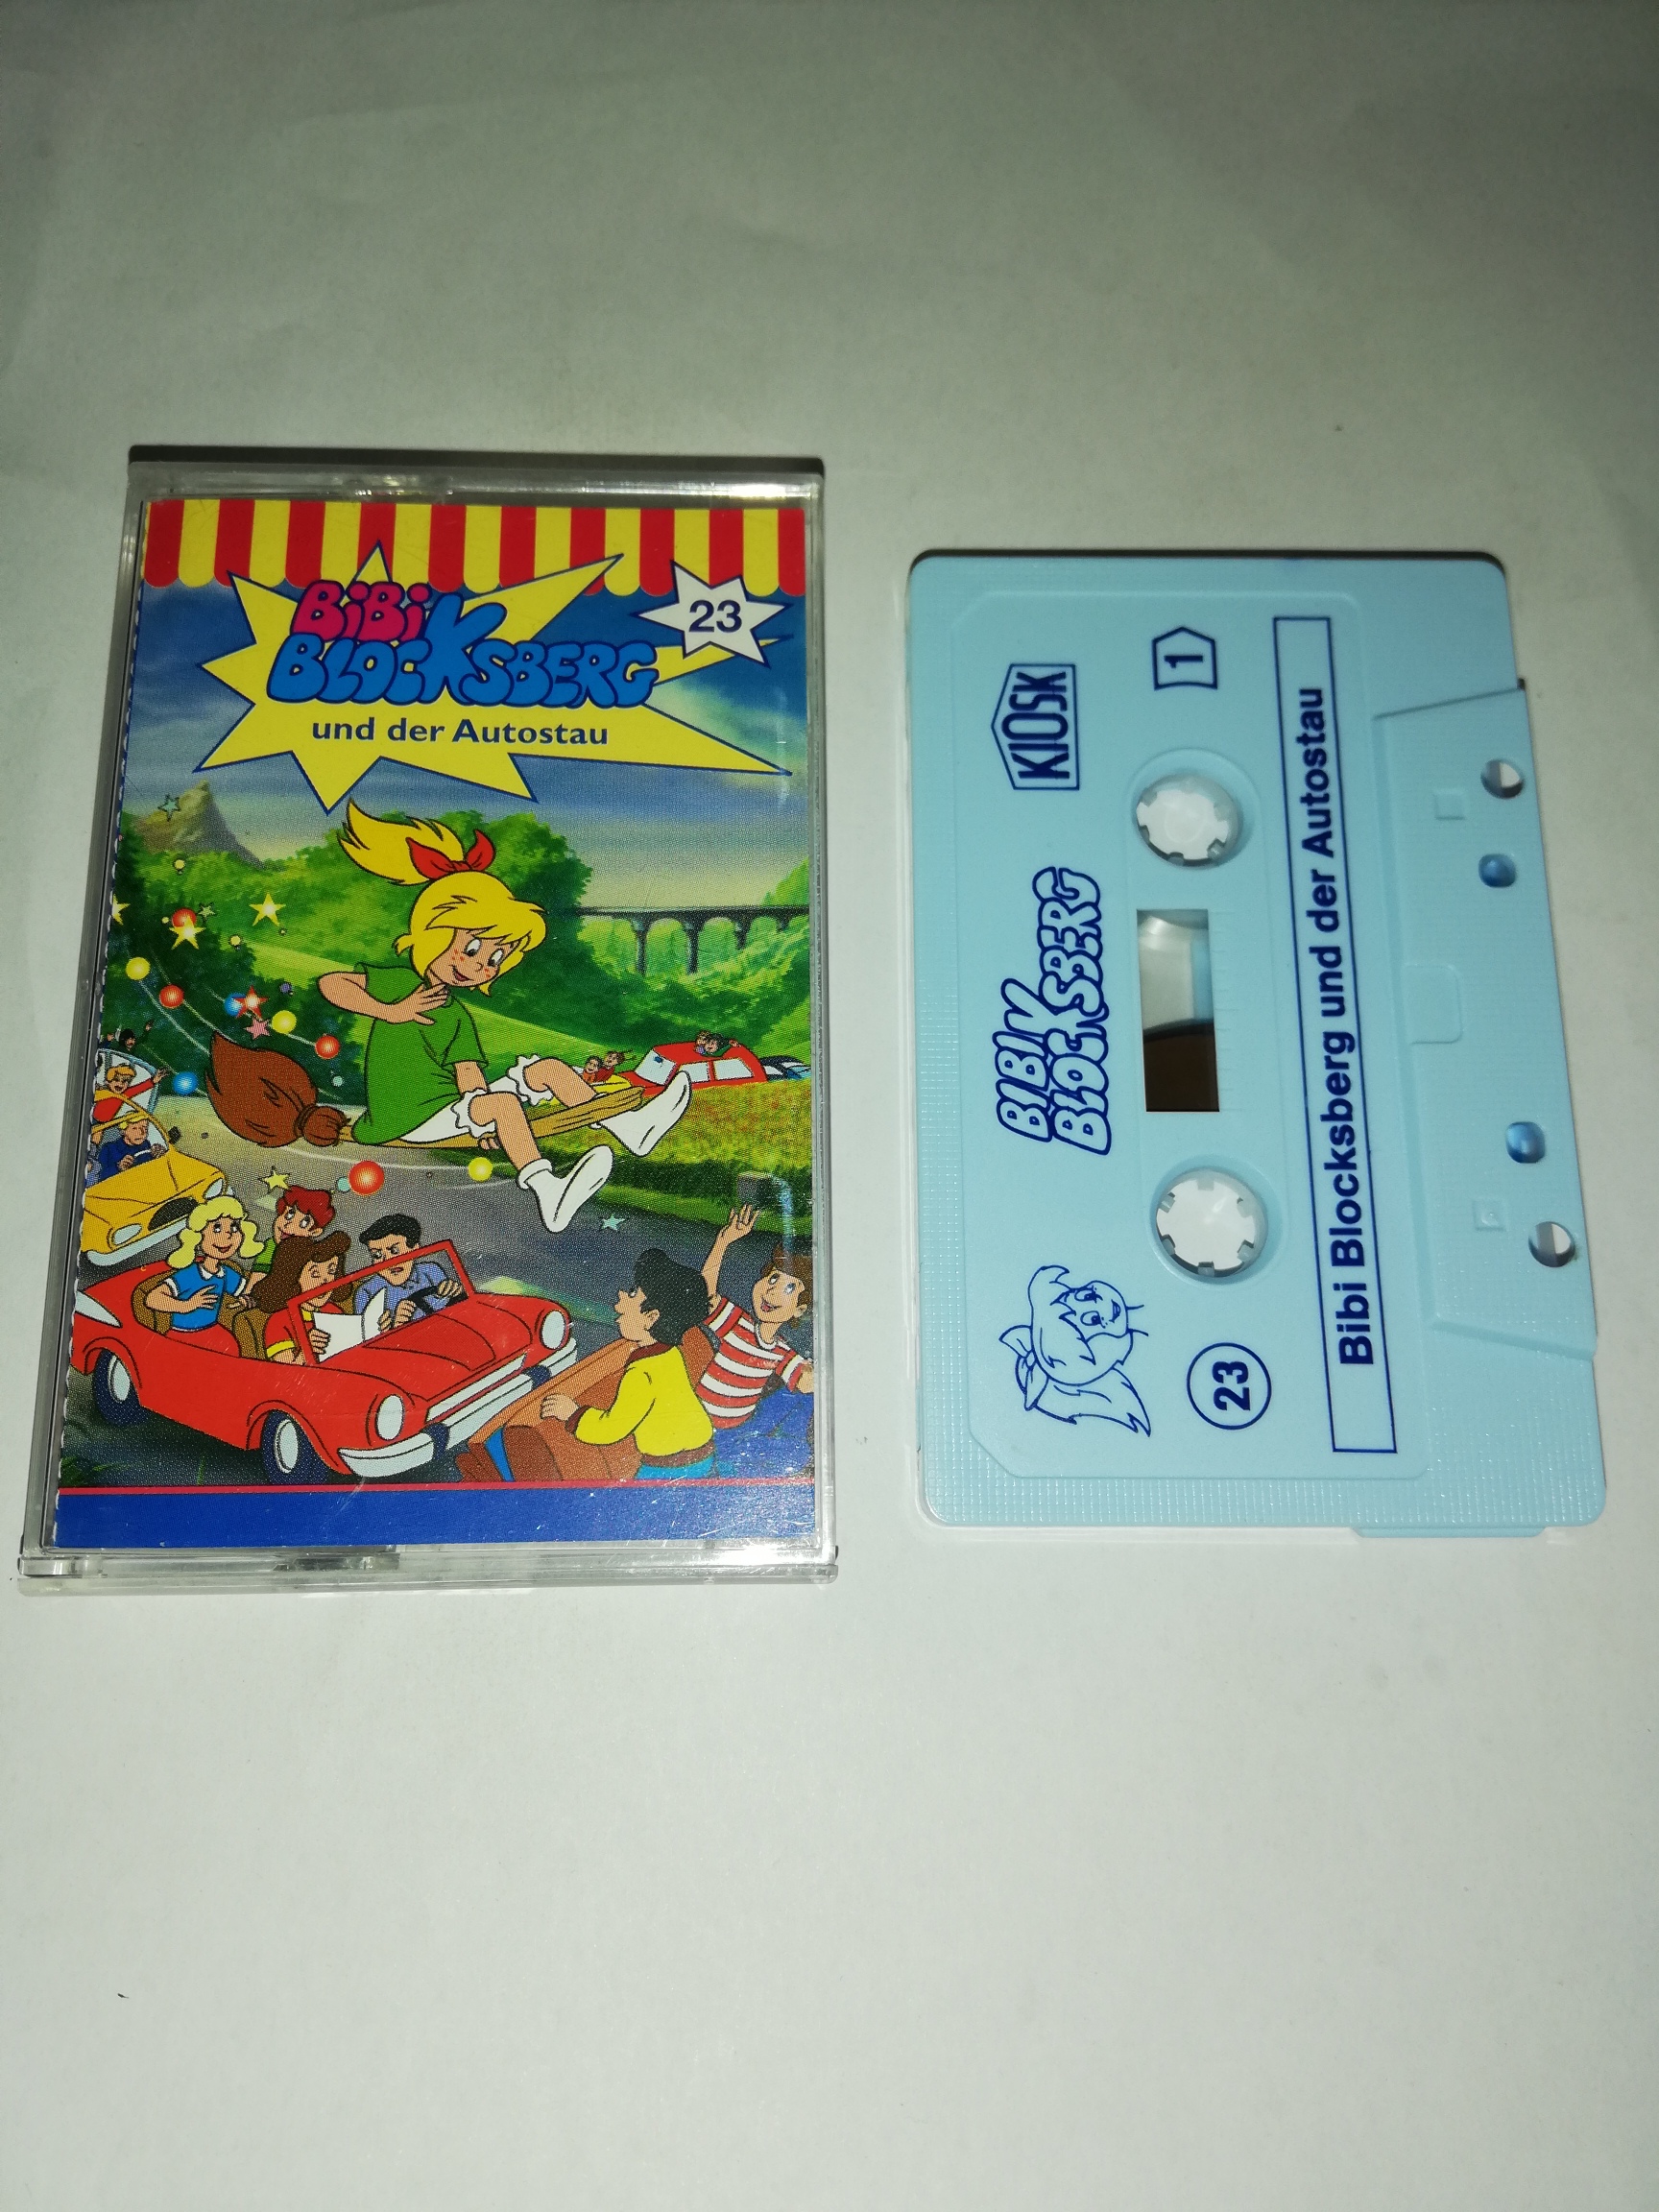 BiBi
BLOCKSBERG
und der Autostau
23
KIOSK
1
BIBI
BLOCKSBERG
23
Bibi Blocksberg und der Autostau